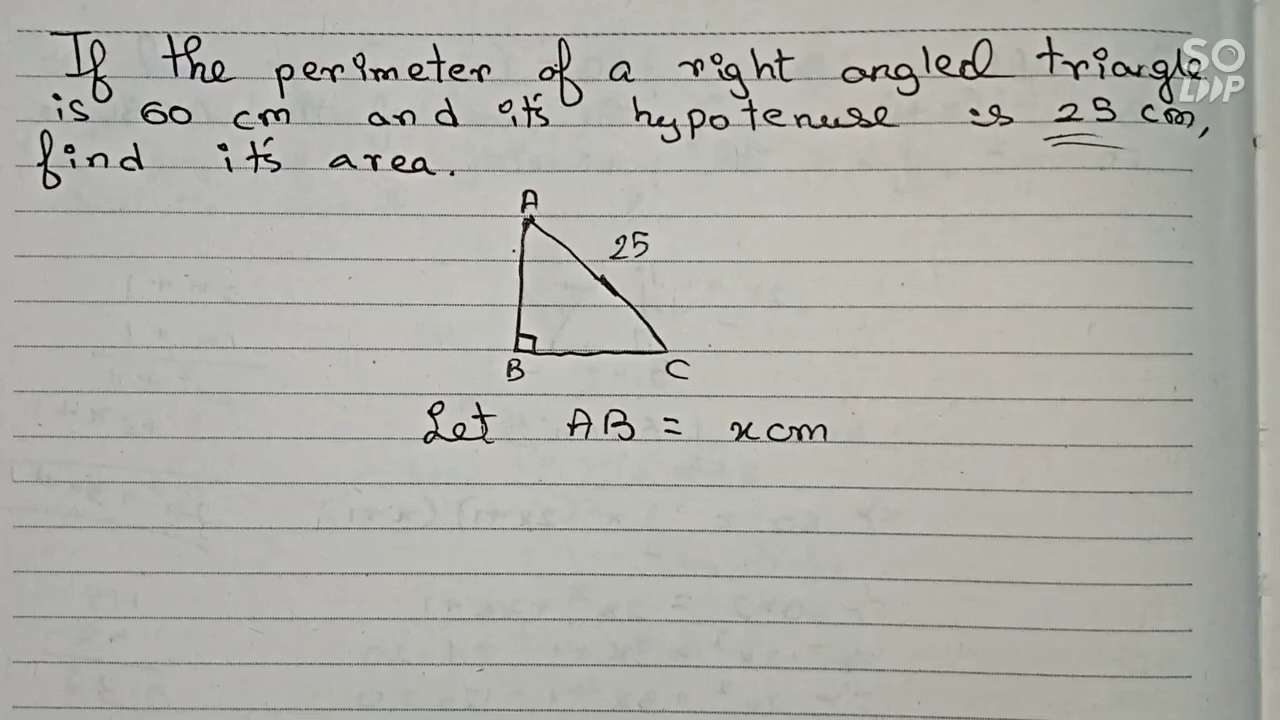 If the perimeter of a right angled triangle
is 60 cm and it's hypotenuse is 25 cm,
find it's area.
A
25
B
C
Let AB = x cm
SO
LDP